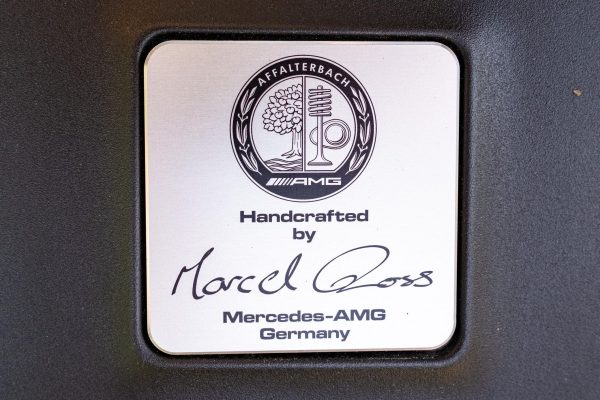 AFFALTERBACH
AMG
Handcrafted
by
Marcel Ross
Mercedes-AMG
Germany